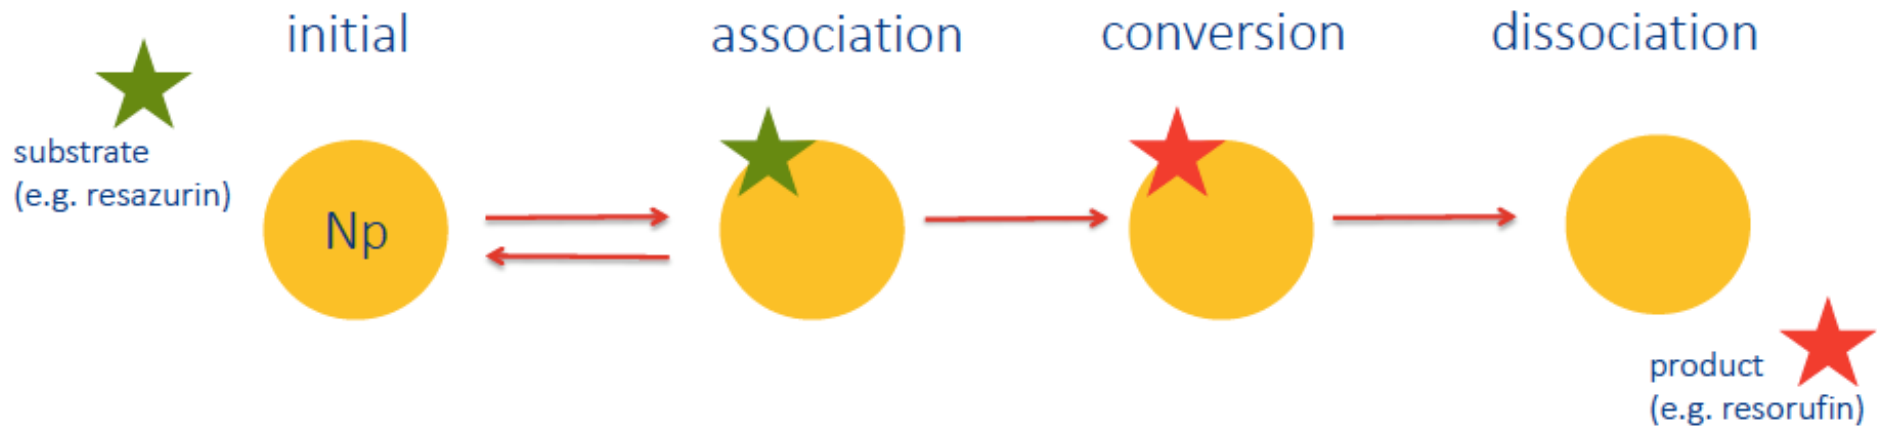 initial
association
conversion
dissociation
substrate
(e.g. resazurin)
Np
product
(e.g. resorufin)